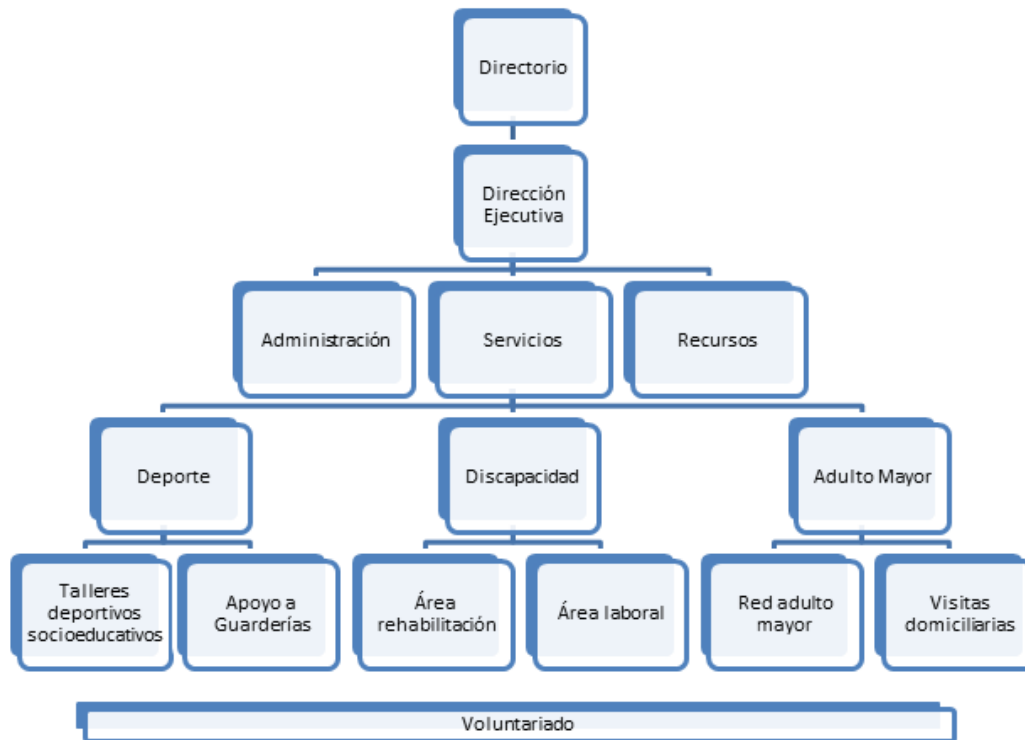 Directorio
Dirección
Ejecutiva
Administración
Servicios
Recursos
Deporte
Discapacidad
Adulto Mayor
Talleres
deportivos
socioeducativos
Apoyo a
Guarderías
Área
rehabilitación
Área laboral
Red adulto
mayor
Visitas
domiciliarias
Voluntariado